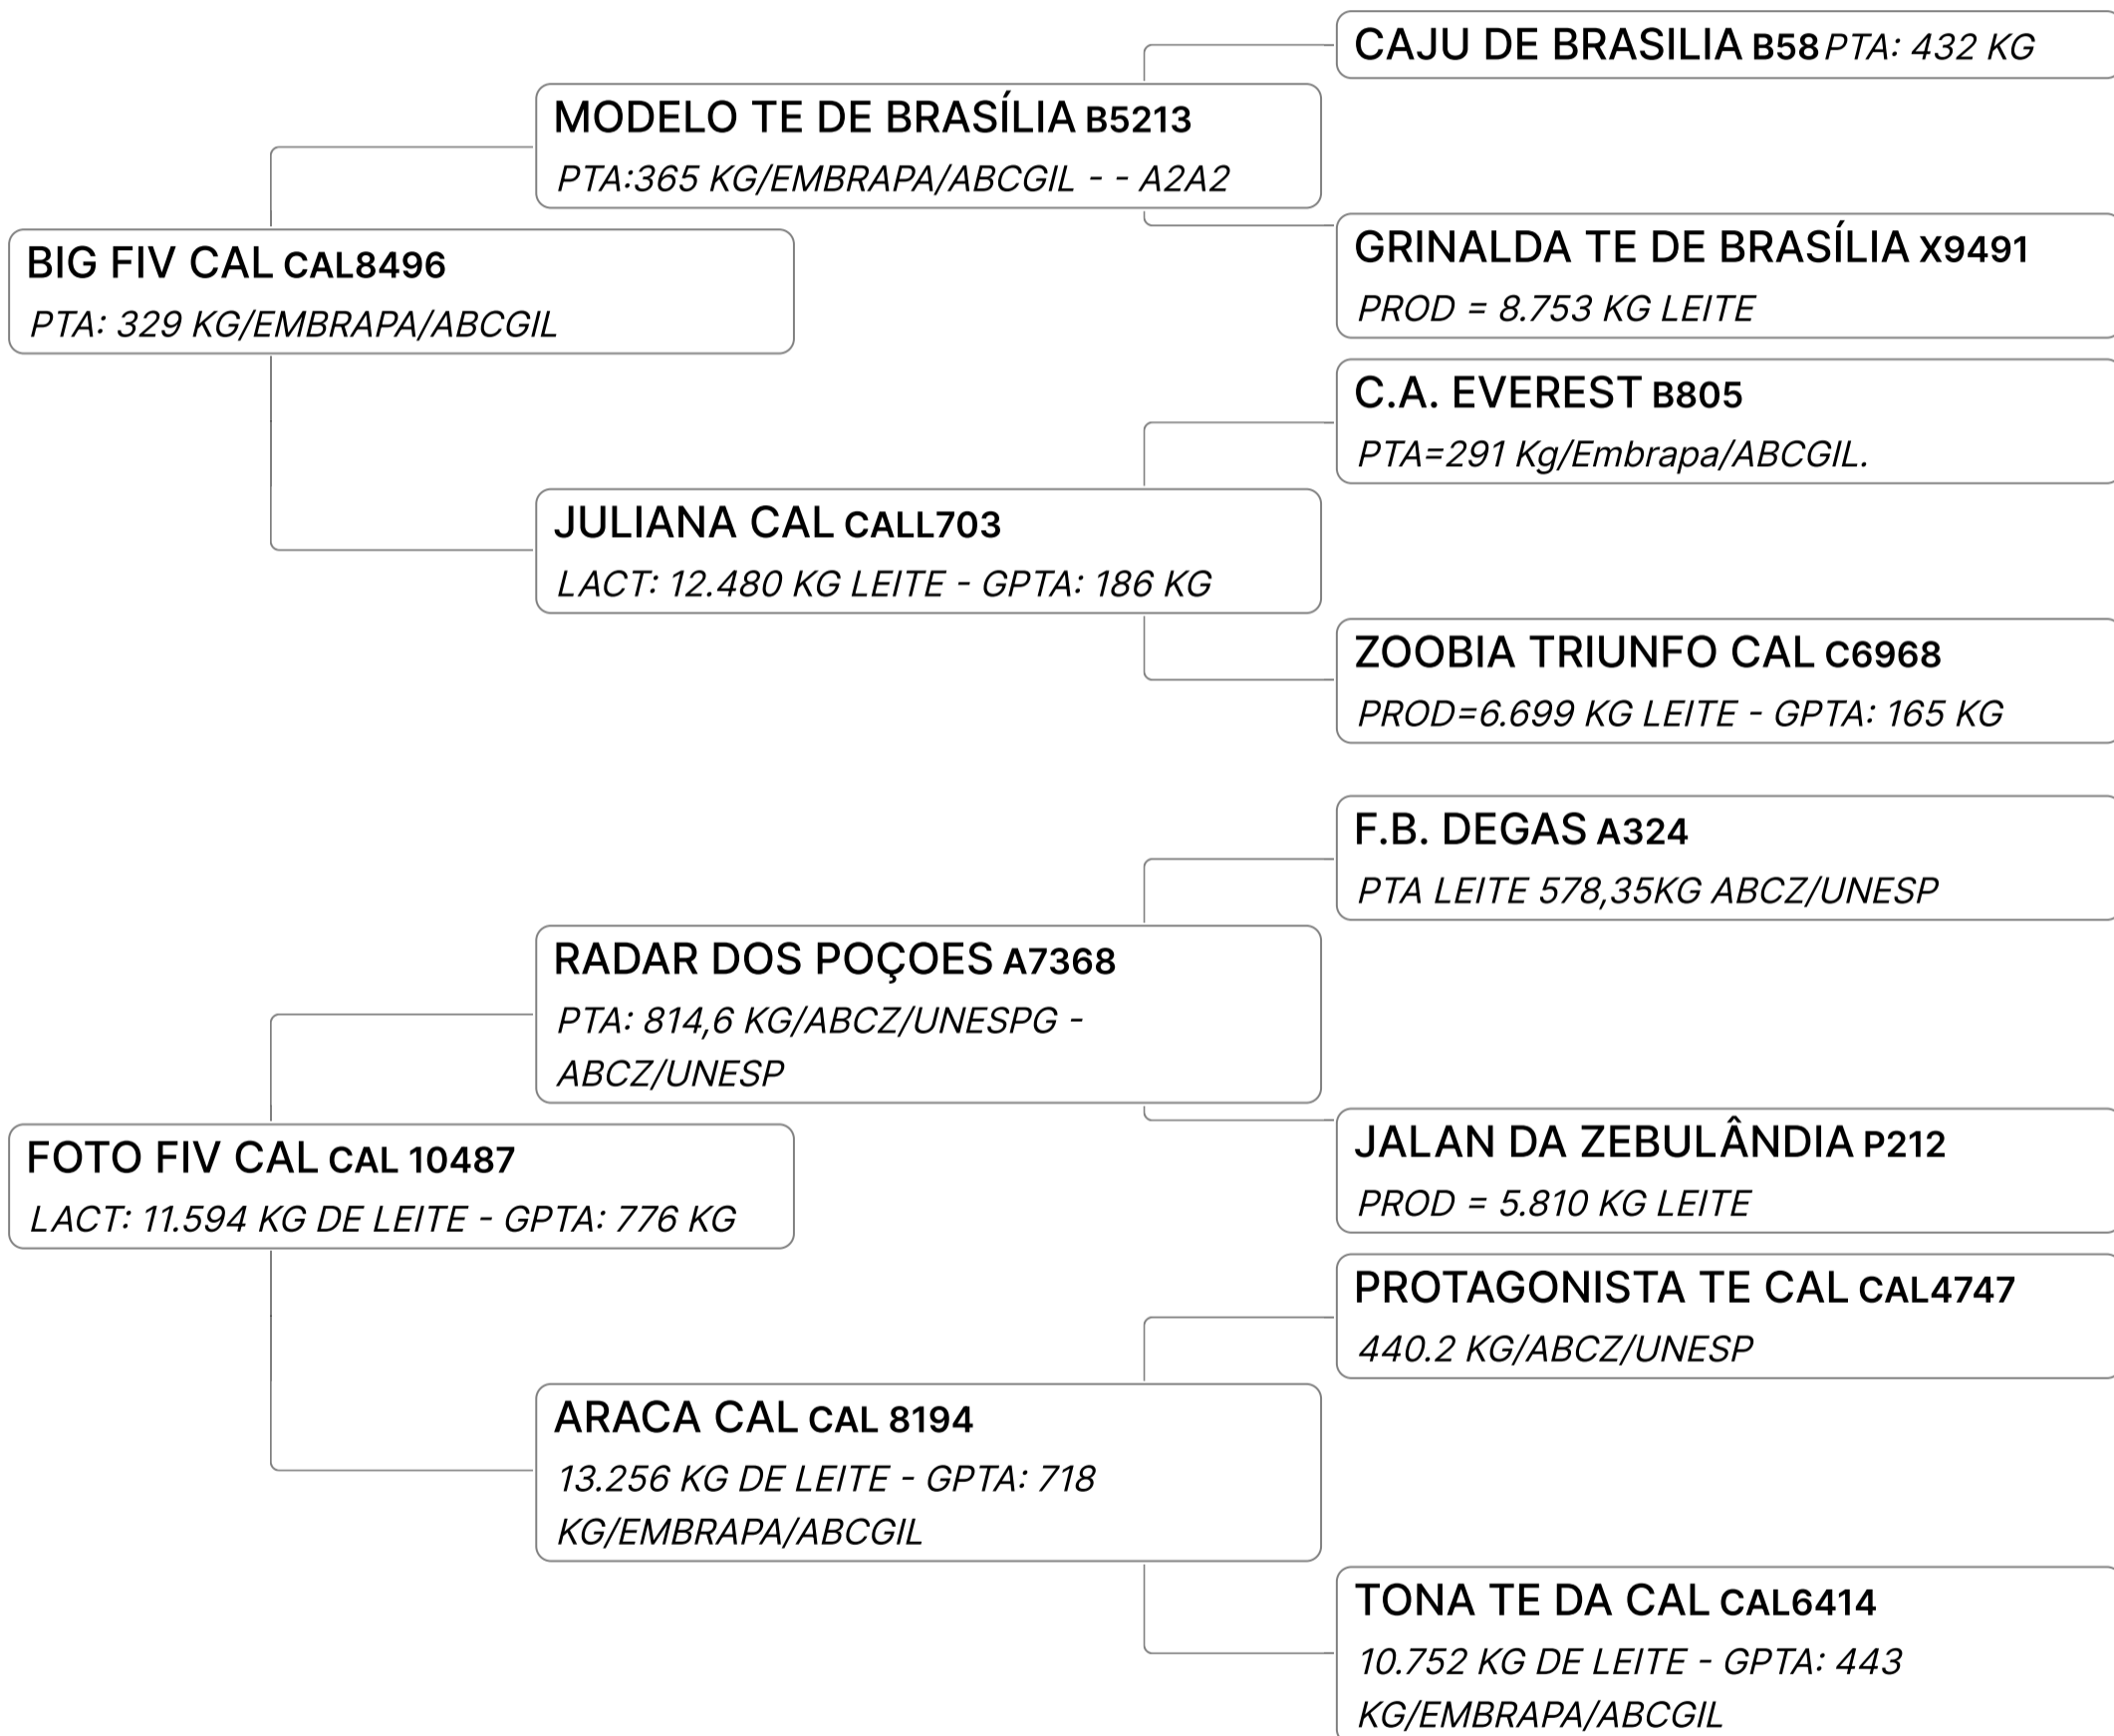 CAJU DE BRASILIA B58 PTA: 432 KG
MODELO TE DE BRASÍLIA B5213
PTA:365 KG/EMBRAPA/ABCGIL - - A2A2
GRINALDA TE DE BRASÍLIA X9491
PROD = 8.753 KG LEITE
BIG FIV CAL CAL8496
PTA: 329 KG/EMBRAPA/ABCGIL
C.A. EVEREST B805
PTA=291 Kg/Embrapa/ABCGIL.
JULIANA CAL CALL703
LACT: 12.480 KG LEITE - GPTA: 186 KG
ZOOBIA TRIUNFO CAL C6968
PROD=6.699 KG LEITE - GPTA: 165 KG
F.B. DEGAS A324
PTA LEITE 578,35KG ABCZ/UNESP
RADAR DOS POÇOES A7368
PTA: 814,6 KG/ABCZ/UNESPG -
ABCZ/UNESP
JALAN DA ZEBULÂNDIA P212
PROD = 5.810 KG LEITE
FOTO FIV CAL CAL 10487
LACT: 11.594 KG DE LEITE - GPTA: 776 KG
PROTAGONISTA TE CAL CAL4747
440.2 KG/ABCZ/UNESP
ARACA CAL CAL 8194
13.256 KG DE LEITE - GPTA: 718
KG/EMBRAPA/ABCGIL
TONA TE DA CAL CAL6414
10.752 KG DE LEITE - GPTA: 443
KG/EMBRAPA/ABCGIL